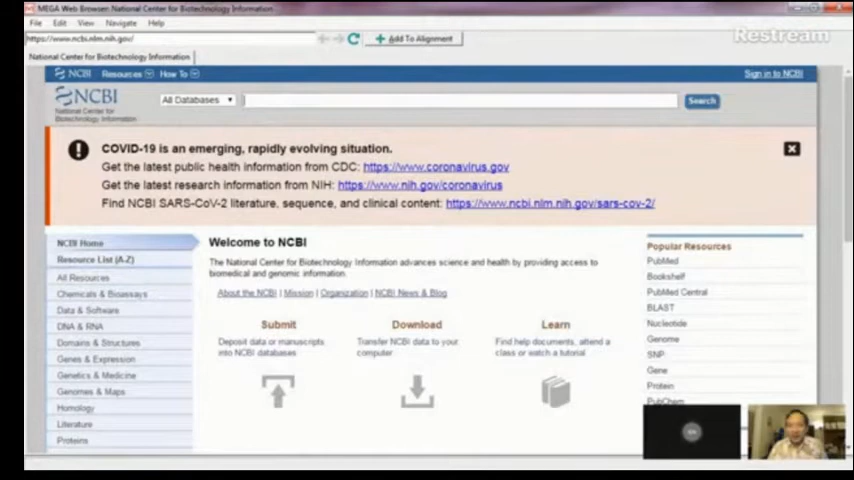 MEGA Web Browser: National Center for Biotechnology Information
File Edit View Navigate Help
https://www.ncbi.nlm.nih.gov/
Add To Alignment
Restream
National Center for Biotechnology Information
NCBI Resources How To Sign in to NCBI
NCBI
National Center for
Biotechnology Information
All Databases
Search
COVID-19 is an emerging, rapidly evolving situation.
Get the latest public health information from CDC: https://www.coronavirus.gov
Get the latest research information from NIH: https://www.nih.gov/coronavirus
Find NCBI SARS-CoV-2 literature, sequence, and clinical content: https://www.ncbi.nlm.nih.gov/sars-cov-2/
NCBI Home
Resource List (A-Z)
All Resources
Chemicals & Bioassays
Data & Software
DNA & RNA
Domains & Structures
Genes & Expression
Genetics & Medicine
Genomes & Maps
Homology
Literature
Proteins
Welcome to NCBI
The National Center for Biotechnology Information advances science and health by providing access to
biomedical and genomic information.
About the NCBI | Mission | Organization | NCBI News & Blog
Submit
Deposit data or manuscripts
into NCBI databases
Download
Transfer NCBI data to your
computer
Learn
Find help documents, attend a
class or watch a tutorial
Popular Resources
PubMed
Bookshelf
PubMed Central
BLAST
Nucleotide
Genome
SNP
Gene
Protein
PubChem